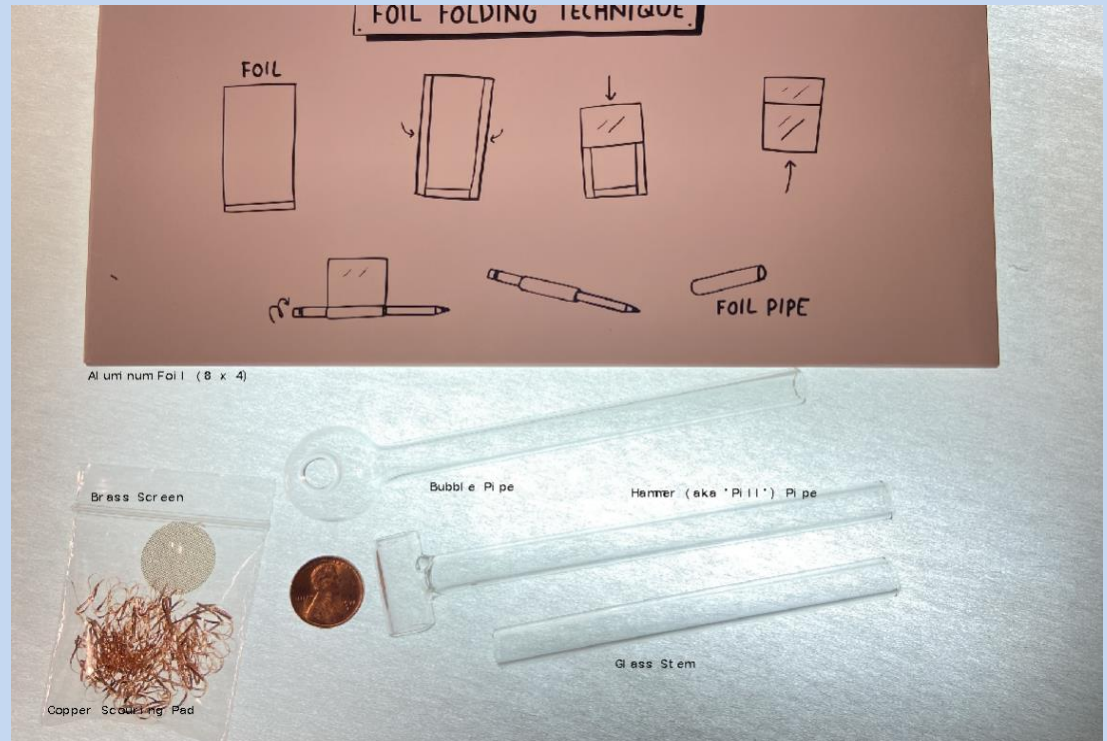 FOIL FOLDING TECHNIQUE
FOIL
FOIL PIPE
Aluminum Foil (8 x 4)
Bubble Pipe
Hammer (aka "Pill") Pipe
Brass Screen
Glass Stem
Copper Scouring Pad